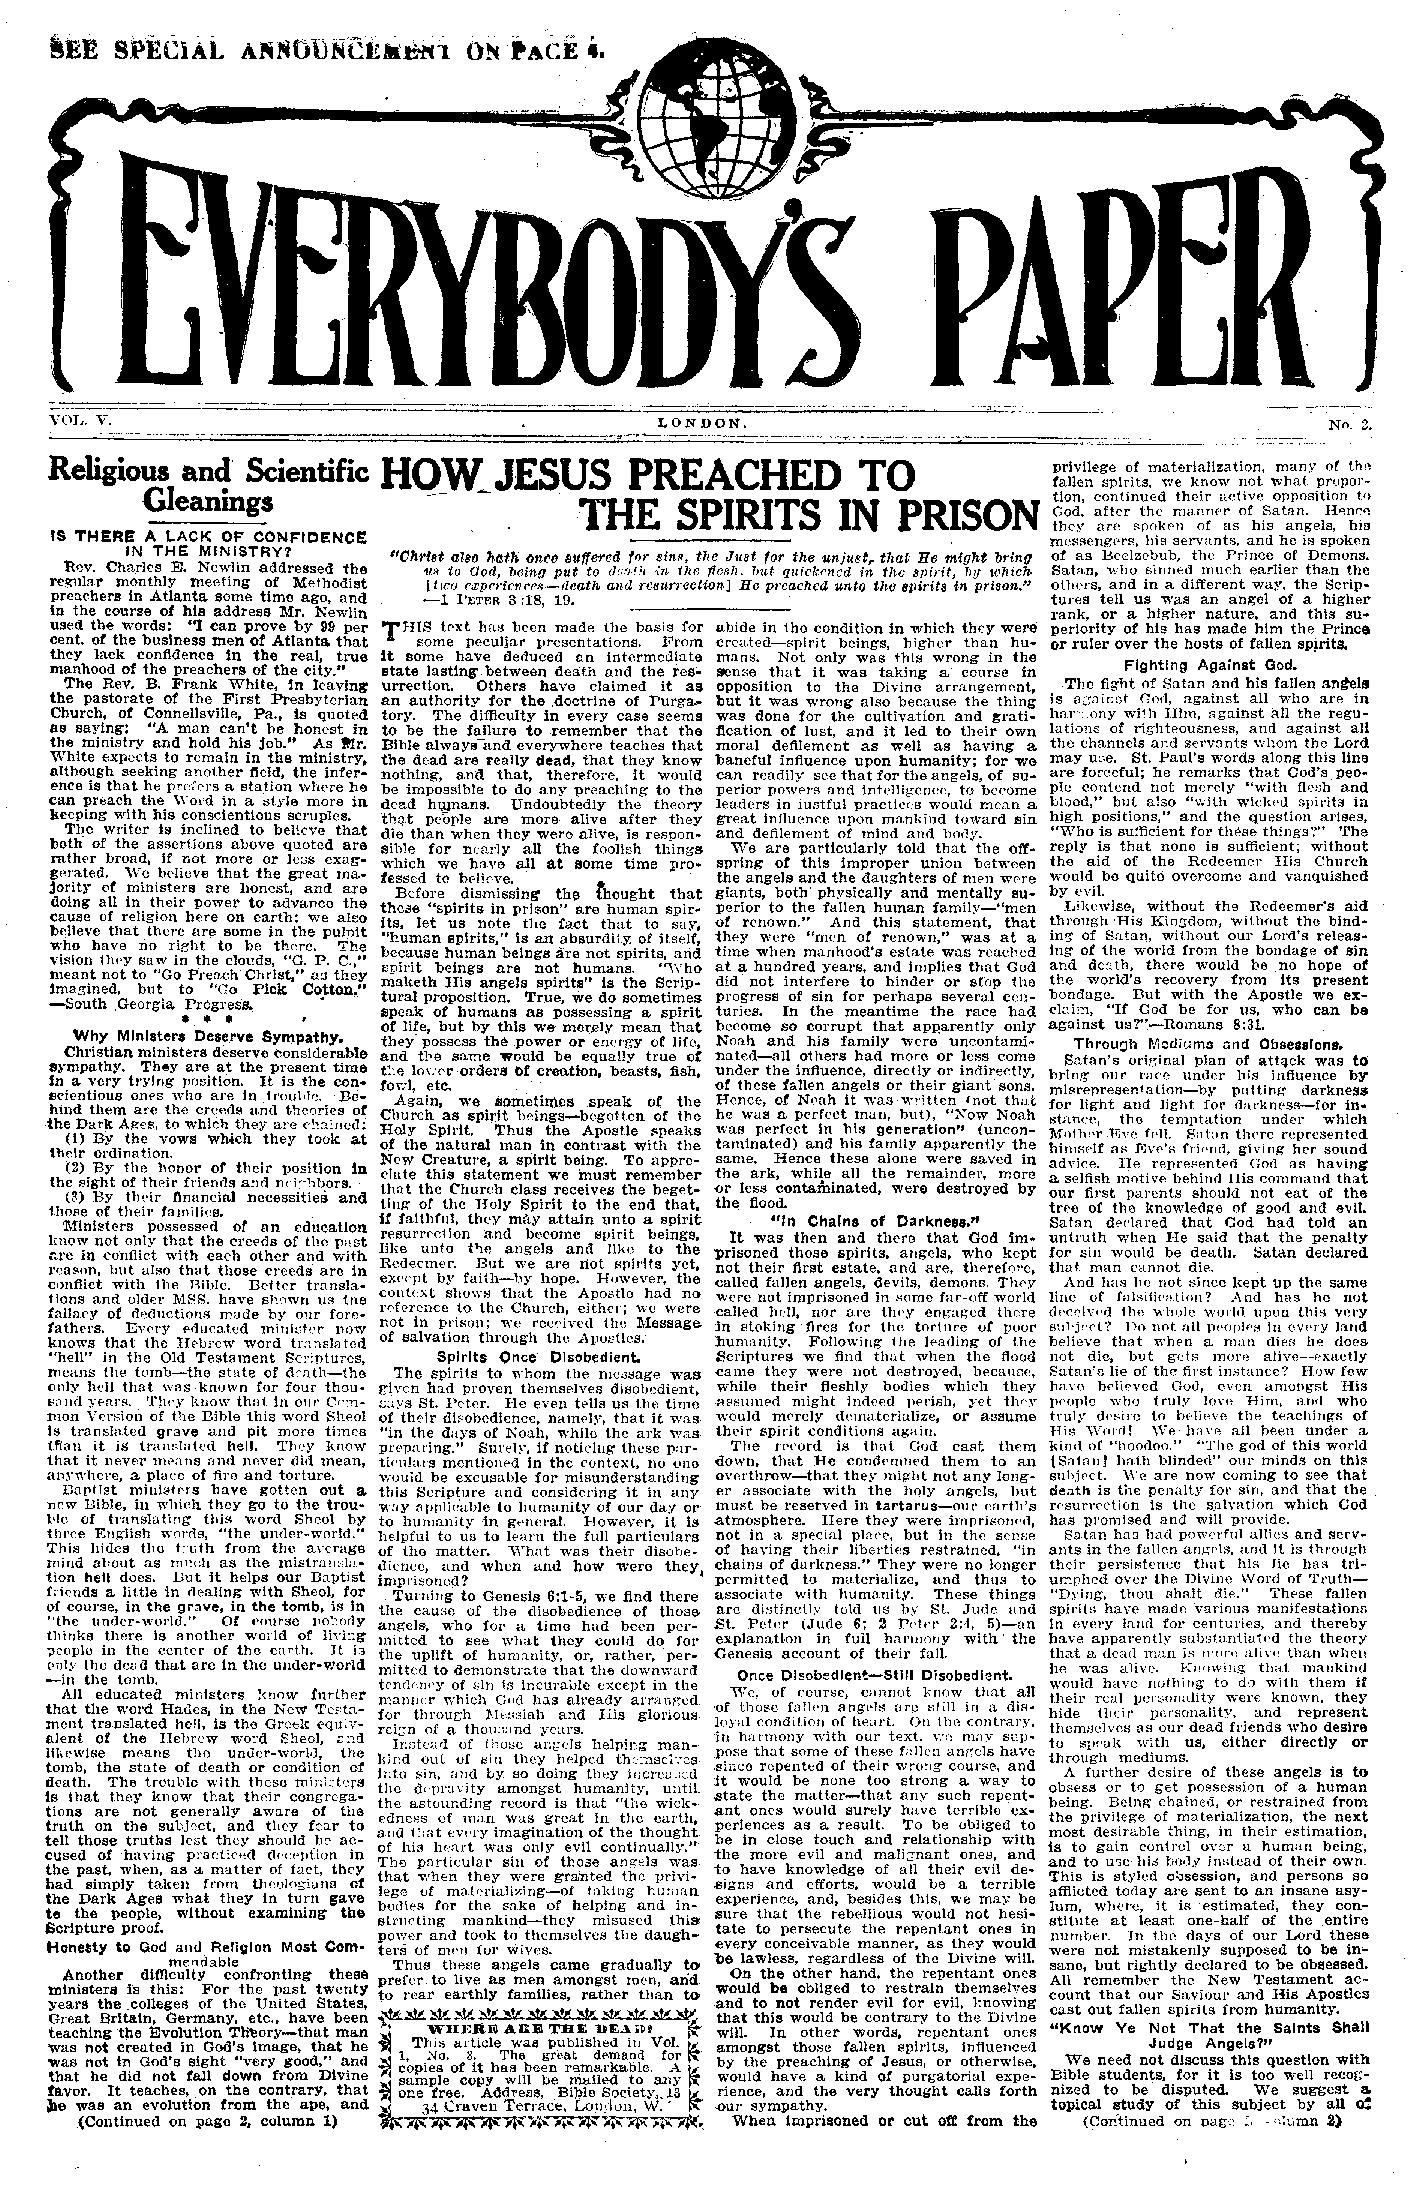 SEE SPECIAL ANNOUNCEMENT ON PAGE 4.
EVERYBODY'S PAPER
VOL. V.
LONDON.
No. 2.
Religious and Scientific
Gleanings
IS THERE A LACK OF CONFIDENCE
IN THE MINISTRY?
Rev. Charles E. Newlin addressed the
regular monthly meeting of Methodist
preachers in Atlanta some time ago, and
in the course of his address Mr. Newlin
used the words: "I can prove by 99 per
cent. of the business men of Atlanta that
they lack confidence in the real, true
manhood of the preachers of the city."
The Rev. B. Frank White, in leaving
the pastorate of the First Presbyterian
Church, of Connellsville, Pa., is quoted
as saying: "A man can't be honest in
the ministry and hold his job." As Mr.
White expects to remain in the ministry,
although seeking another field, the infer-
ence is that he prefers a station where he
can preach the Word in a style more in
keeping with his conscientious scruples.
The writer is inclined to believe that
both of the assertions above quoted are
rather broad, if not more or less exag-
gerated. We believe that the great ma-
jority of ministers are honest, and are
doing all in their power to advance the
cause of religion here on earth; we also
believe that there are some in the pulpit
who have no right to be there. The
vision they saw in the clouds, "G. P. C.,"
meant not to "Go Preach Christ," as they
imagined, but to "Go Pick Cotton."
—South Georgia Progress.
* * *
Why Ministers Deserve Sympathy.
Christian ministers deserve considerable
sympathy. They are at the present time
in a very trying position. It is the con-
scientious ones who are in trouble. Be-
hind them are the creeds and theories of
the Dark Ages, to which they are chained:
(1) By the vows which they took at
their ordination.
(2) By the honor of their position in
the sight of their friends and neighbors.
(3) By their financial necessities and
those of their families.
Ministers possessed of an education
know not only that the creeds of the past
are in conflict with each other and with
reason, but also that those creeds are in
conflict with the Bible. Better transla-
tions and older MSS. have shown us the
fallacy of deductions made by our fore-
fathers. Every educated minister now
knows that the Hebrew word translated
"hell" in the Old Testament Scriptures,
means the tomb—the state of death—the
only hell that was known for four thou-
sand years. They know that in our Com-
mon Version of the Bible this word Sheol
is translated grave and pit more times
than it is translated hell. They know
that it never means and never did mean,
anywhere, a place of fire and torture.
Baptist ministers have gotten out a
new Bible, in which they go to the trou-
ble of translating this word Sheol by
three English words, "the under-world."
This hides the truth from the average
mind about as much as the mistransla-
tion hell does. But it helps our Baptist
friends a little in dealing with Sheol, for
of course, in the grave, in the tomb, is in
"the under-world." Of course nobody
thinks there is another world of living
people in the center of the earth. It is
only the dead that are in the under-world
—in the tomb.
All educated ministers know further
that the word Hades, in the New Testa-
ment translated hell, is the Greek equiv-
alent of the Hebrew word Sheol, and
likewise means the under-world, the
tomb, the state of death or condition of
death. The trouble with these ministers
is that they know that their congrega-
tions are not generally aware of the
truth on the subject, and they fear to
tell those truths lest they should be ac-
cused of having practiced deception in
the past, when, as a matter of fact, they
had simply taken from theologians of
the Dark Ages what they in turn gave
to the people, without examining the
Scripture proof.
Honesty to God and Religion Most Com-
mendable
Another difficulty confronting these
ministers is this: For the past twenty
years the colleges of the United States,
Great Britain, Germany, etc., have been
teaching the Evolution Theory—that man
was not created in God's image, that he
was not in God's sight "very good," and
that he did not fall down from Divine
favor. It teaches, on the contrary, that
he was an evolution from the ape, and
(Continued on page 2, column 1)
HOW JESUS PREACHED TO
THE SPIRITS IN PRISON
"Christ also hath once suffered for sins, the Just for the unjust, that He might bring
us to God, being put to death in the flesh, but quickened in the spirit, by which
[two experiences—death and resurrection] He preached unto the spirits in prison."
—1 PETER 3:18, 19.
THIS text has been made the basis for
some peculiar presentations. From
it some have deduced an intermediate
state lasting between death and the res-
urrection. Others have claimed it as
an authority for the doctrine of Purga-
tory. The difficulty in every case seems
to be the failure to remember that the
Bible always and everywhere teaches that
the dead are really dead, that they know
nothing, and that, therefore, it would
be impossible to do any preaching to the
dead humans. Undoubtedly the theory
that people are more alive after they
die than when they were alive, is respon-
sible for nearly all the foolish things
which we have all at some time pro-
fessed to believe.
Before dismissing the thought that
these "spirits in prison" are human spir-
its, let us note the fact that to say,
"human spirits," is an absurdity of itself,
because human beings are not spirits, and
spirit beings are not humans. "Who
maketh His angels spirits" is the Scrip-
tural proposition. True, we do sometimes
speak of humans as possessing a spirit
of life, but by this we merely mean that
they possess the power or energy of life,
and the same would be equally true of
the lower orders of creation, beasts, fish,
fowl, etc.
Again, we sometimes speak of the
Church as spirit beings—begotten of the
Holy Spirit. Thus the Apostle speaks
of the natural man in contrast with the
New Creature, a spirit being. To appre-
ciate this statement we must remember
that the Church class receives the beget-
ting of the Holy Spirit to the end that,
if faithful, they may attain unto a spirit
resurrection and become spirit beings,
like unto the angels and like to the
Redeemer. But we are not spirits yet,
except by faith—by hope. However, the
context shows that the Apostle had no
reference to the Church, either; we were
not in prison; we received the Message
of salvation through the Apostles.
Spirits Once Disobedient.
The spirits to whom the message was
given had proven themselves disobedient,
says St. Peter. He even tells us the time
of their disobedience, namely, that it was
"in the days of Noah, while the ark was
preparing." Surely, if noticing these par-
ticulars mentioned in the context, no one
would be excusable for misunderstanding
this Scripture and considering it in any
way applicable to humanity of our day or
to humanity in general. However, it is
helpful to us to learn the full particulars
of the matter. What was their disobe-
dience, and when and how were they
imprisoned?
Turning to Genesis 6:1-5, we find there
the cause of the disobedience of those
angels, who for a time had been per-
mitted to see what they could do for
the uplift of humanity, or, rather, per-
mitted to demonstrate that the downward
tendency of sin is incurable except in the
manner which God has already arranged
for through Messiah and His glorious
reign of a thousand years.
Instead of those angels helping man-
kind out of sin they helped themselves
into sin, and by so doing they increased
the depravity amongst humanity, until
the astounding record is that "the wick-
edness of man was great in the earth,
and that every imagination of the thought
of his heart was only evil continually."
The particular sin of those angels was
that when they were granted the privi-
lege of materializing—of taking human
bodies for the sake of helping and in-
structing mankind—they misused this
power and took to themselves the daugh-
ters of men for wives.
Thus these angels came gradually to
prefer to live as men amongst men, and
to rear earthly families, rather than to
WHERE ARE THE DEAD?
This article was published in Vol.
1, No. 3. The great demand for
copies of it has been remarkable. A
sample copy will be mailed to any
one free. Address, Bible Society, 13
34 Craven Terrace, London, W.
abide in the condition in which they were
created—spirit beings, higher than hu-
mans. Not only was this wrong in the
sense that it was taking a course in
opposition to the Divine arrangement,
but it was wrong also because the thing
was done for the cultivation and grati-
fication of lust, and it led to their own
moral defilement as well as having a
baneful influence upon humanity; for we
can readily see that for the angels, of su-
perior powers and intelligence, to become
leaders in lustful practices would mean a
great influence upon mankind toward sin
and defilement of mind and body.
We are particularly told that the off-
spring of this improper union between
the angels and the daughters of men were
giants, both physically and mentally su-
perior to the fallen human family—"men
of renown." And this statement, that
they were "men of renown," was at a
time when manhood's estate was reached
at a hundred years, and implies that God
did not interfere to hinder or stop the
progress of sin for perhaps several cen-
turies. In the meantime the race had
become so corrupt that apparently only
Noah and his family were uncontami-
nated—all others had more or less come
under the influence, directly or indirectly,
of these fallen angels or their giant sons.
Hence, of Noah it was written (not that
he was a perfect man, but), "Now Noah
was perfect in his generation" (uncon-
taminated) and his family apparently the
same. Hence these alone were saved in
the ark, while all the remainder, more
or less contaminated, were destroyed by
the flood.
"In Chains of Darkness."
It was then and there that God im-
prisoned those spirits, angels, who kept
not their first estate, and are, therefore,
called fallen angels, devils, demons. They
were not imprisoned in some far-off world
called hell, nor are they engaged there
in stoking fires for the torture of poor
humanity. Following the leading of the
Scriptures we find that when the flood
came they were not destroyed, because,
while their fleshly bodies which they
assumed might indeed perish, yet they
would merely dematerialize, or assume
their spirit conditions again.
The record is that God cast them
down, that He condemned them to an
overthrow—that they might not any long-
er associate with the holy angels, but
must be reserved in tartarus—our earth's
atmosphere. Here they were imprisoned,
not in a special place, but in the sense
of having their liberties restrained, "in
chains of darkness." They were no longer
permitted to materialize, and thus to
associate with humanity. These things
are distinctly told us by St. Jude and
St. Peter (Jude 6; 2 Peter 2:4, 5)—an
explanation in full harmony with the
Genesis account of their fall.
Once Disobedient—Still Disobedient.
We, of course, cannot know that all
of those fallen angels are still in a dis-
loyal condition of heart. On the contrary,
in harmony with our text, we may sup-
pose that some of these fallen angels have
since repented of their wrong course, and
it would be none too strong a way to
state the matter—that any such repent-
ant ones would surely have terrible ex-
periences as a result. To be obliged to
be in close touch and relationship with
the more evil and malignant ones, and
to have knowledge of all their evil de-
signs and efforts, would be a terrible
experience, and, besides this, we may be
sure that the rebellious would not hesi-
tate to persecute the repentant ones in
every conceivable manner, as they would
be lawless, regardless of the Divine will.
On the other hand, the repentant ones
would be obliged to restrain themselves
and to not render evil for evil, knowing
that this would be contrary to the Divine
will. In other words, repentant ones
amongst those fallen spirits, influenced
by the preaching of Jesus, or otherwise,
would have a kind of purgatorial expe-
rience, and the very thought calls forth
our sympathy.
When imprisoned or cut off from the
privilege of materialization, many of the
fallen spirits, we know not what propor-
tion, continued their active opposition to
God, after the manner of Satan. Hence
they are spoken of as his angels, his
messengers, his servants, and he is spoken
of as Beelzebub, the Prince of Demons.
Satan, who sinned much earlier than the
others, and in a different way, the Scrip-
tures tell us was an angel of a higher
rank, or a higher nature, and this su-
periority of his has made him the Prince
or ruler over the hosts of fallen spirits.
Fighting Against God.
The fight of Satan and his fallen angels
is against God, against all who are in
harmony with Him, against all the regu-
lations of righteousness, and against all
the channels and servants whom the Lord
may use. St. Paul's words along this line
are forceful; he remarks that God's peo-
ple contend not merely "with flesh and
blood," but also "with wicked spirits in
high positions," and the question arises,
"Who is sufficient for these things?" The
reply is that none is sufficient; without
the aid of the Redeemer His Church
would be quite overcome and vanquished
by evil.
Likewise, without the Redeemer's aid
through His Kingdom, without the bind-
ing of Satan, without our Lord's releas-
ing of the world from the bondage of sin
and death, there would be no hope of
the world's recovery from its present
bondage. But with the Apostle we ex-
claim, "If God be for us, who can be
against us?"—Romans 8:31.
Through Mediums and Obsessions.
Satan's original plan of attack was to
bring our race under his influence by
misrepresentation—by putting darkness
for light and light for darkness—for in-
stance, the temptation under which
Mother Eve fell. Satan there represented
himself as Eve's friend, giving her sound
advice. He represented God as having
a selfish motive behind His command that
our first parents should not eat of the
tree of the knowledge of good and evil.
Satan declared that God had told an
untruth when He said that the penalty
for sin would be death. Satan declared
that man cannot die.
And has he not since kept up the same
line of falsification? And has he not
deceived the whole world upon this very
subject? Do not all peoples in every land
believe that when a man dies he does
not die, but gets more alive—exactly
Satan's lie of the first instance? How few
have believed God, even amongst His
people who truly love Him, and who
truly desire to believe the teachings of
His Word! We have all been under a
kind of "hoodoo." "The god of this world
[Satan] hath blinded" our minds on this
subject. We are now coming to see that
death is the penalty for sin, and that the
resurrection is the salvation which God
has promised and will provide.
Satan has had powerful allies and serv-
ants in the fallen angels, and it is through
their persistence that his lie has tri-
umphed over the Divine Word of Truth—
"Dying, thou shalt die." These fallen
spirits have made various manifestations
in every land for centuries, and thereby
have apparently substantiated the theory
that a dead man is more alive than when
he was alive. Knowing that mankind
would have nothing to do with them if
their real personality were known, they
hide their personality, and represent
themselves as our dead friends who desire
to speak with us, either directly or
through mediums.
A further desire of these angels is to
obsess or to get possession of a human
being. Being chained, or restrained from
the privilege of materialization, the next
most desirable thing, in their estimation,
is to gain control over a human being,
and to use his body instead of their own.
This is styled obsession, and persons so
afflicted today are sent to an insane asy-
lum, where, it is estimated, they con-
stitute at least one-half of the entire
number. In the days of our Lord these
were not mistakenly supposed to be in-
sane, but rightly declared to be obsessed.
All remember the New Testament ac-
count that our Saviour and His Apostles
cast out fallen spirits from humanity.
"Know Ye Not That the Saints Shall
Judge Angels?"
We need not discuss this question with
Bible students, for it is too well recog-
nized to be disputed. We suggest a
topical study of this subject by all of
(Continued on page column 2)